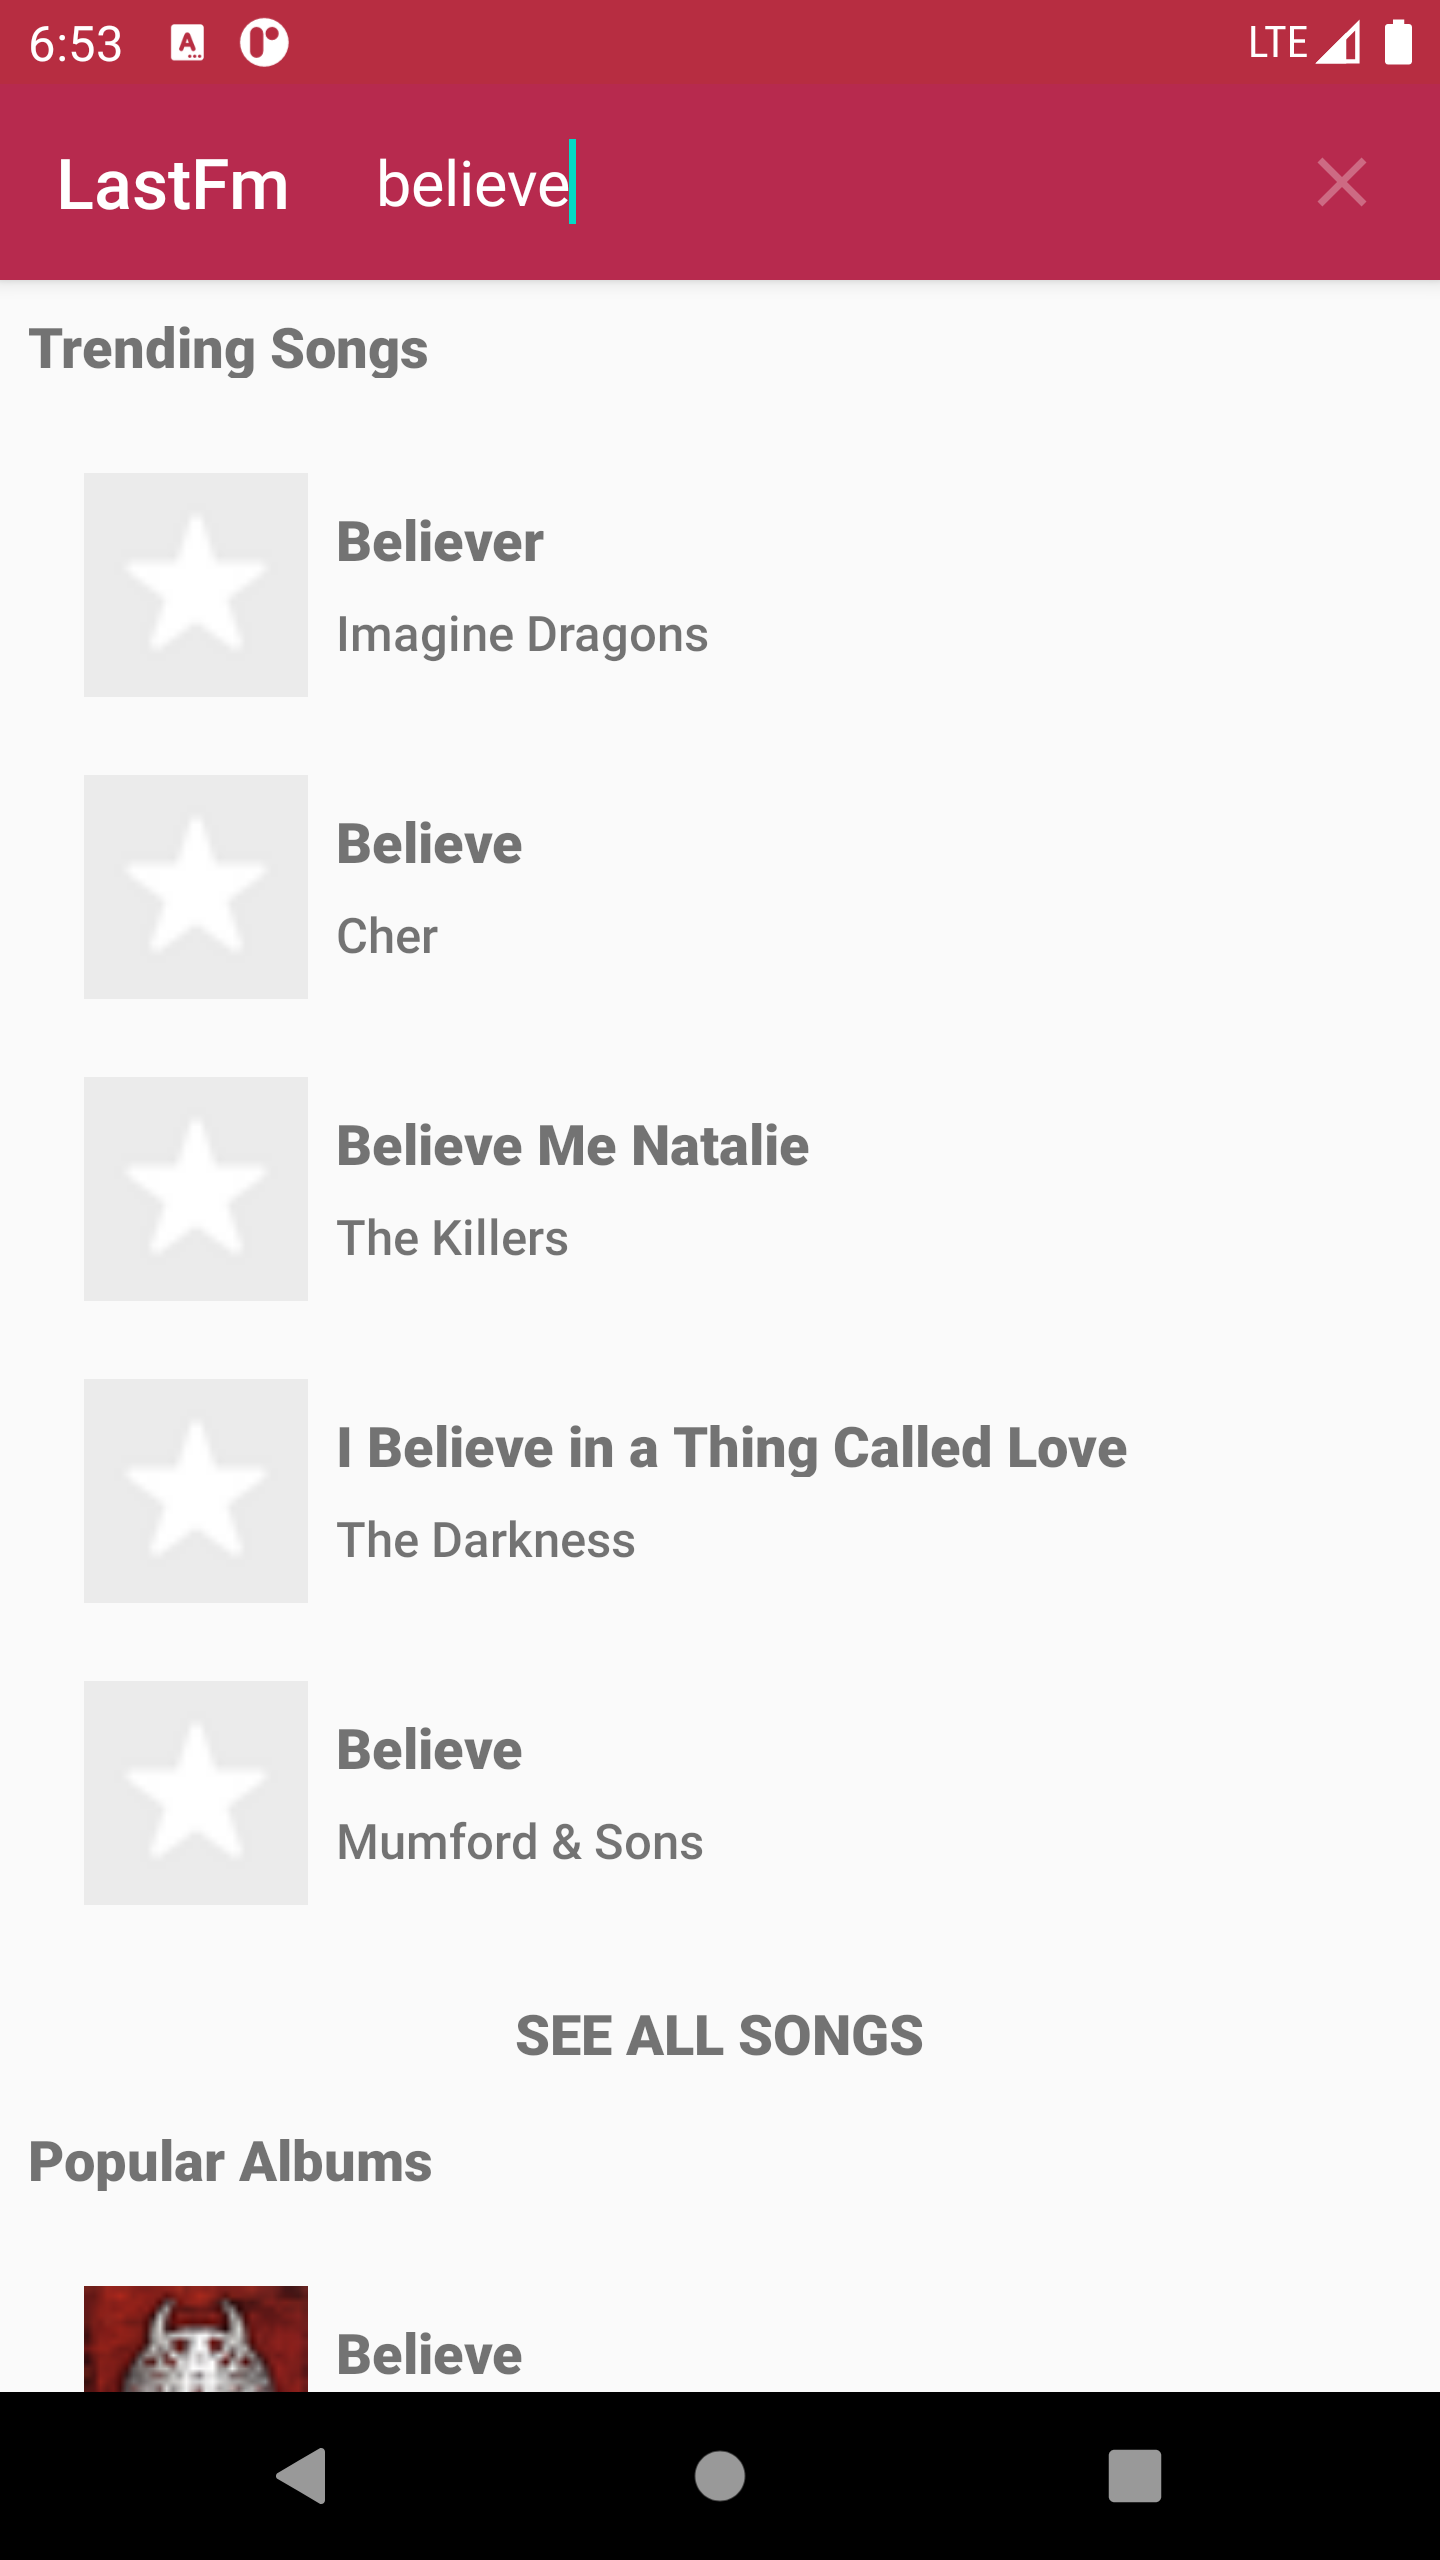 6:53 LTE
LastFm believe
Trending Songs
Believer
Imagine Dragons
Believe
Cher
Believe Me Natalie
The Killers
I Believe in a Thing Called Love
The Darkness
Believe
Mumford & Sons
SEE ALL SONGS
Popular Albums
Believe